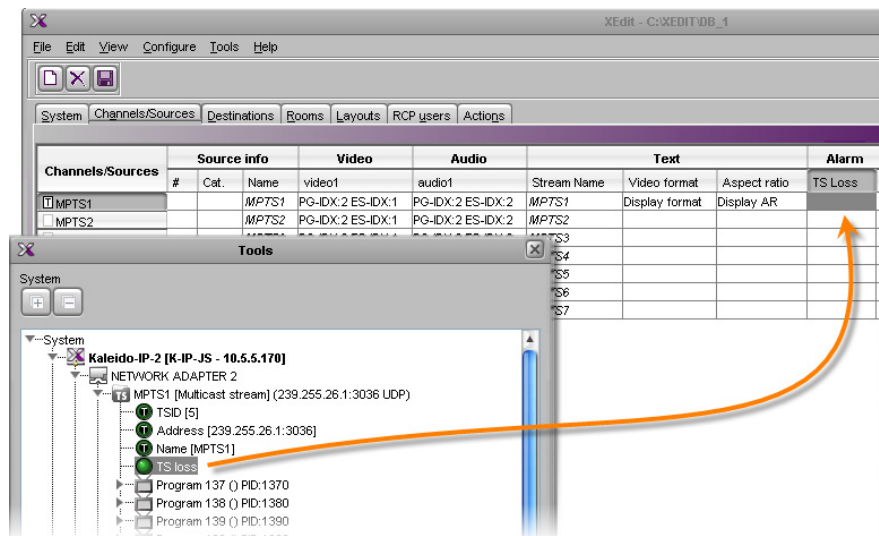 XEdit - C:\XEDIT\DB_1
File Edit View Configure Tools Help
System Channels/Sources Destinations Rooms Layouts RCP users Actions
Channels/Sources Source info Video Audio Text Alarm
# Cat. Name video1 audio1 Stream Name Video format Aspect ratio TS Loss
T MPTS1 MPTS1 PG-IDX:2 ES-IDX:1 PG-IDX:2 ES-IDX:2 MPTS1 Display format Display AR
MPTS2 MPTS2 PG-IDX:2 ES-IDX:1 PG-IDX:2 ES-IDX:2 MPTS2
Tools
System
System
Kaleido-IP-2 [K-IP-JS - 10.5.5.170]
NETWORK ADAPTER 2
TS MPTS1 [Multicast stream] (239.255.26.1:3036 UDP)
T TSID [5]
T Address [239.255.26.1:3036]
T Name [MPTS1]
TS loss
Program 137 () PID:1370
Program 138 () PID:1380
Program 139 () PID:1390